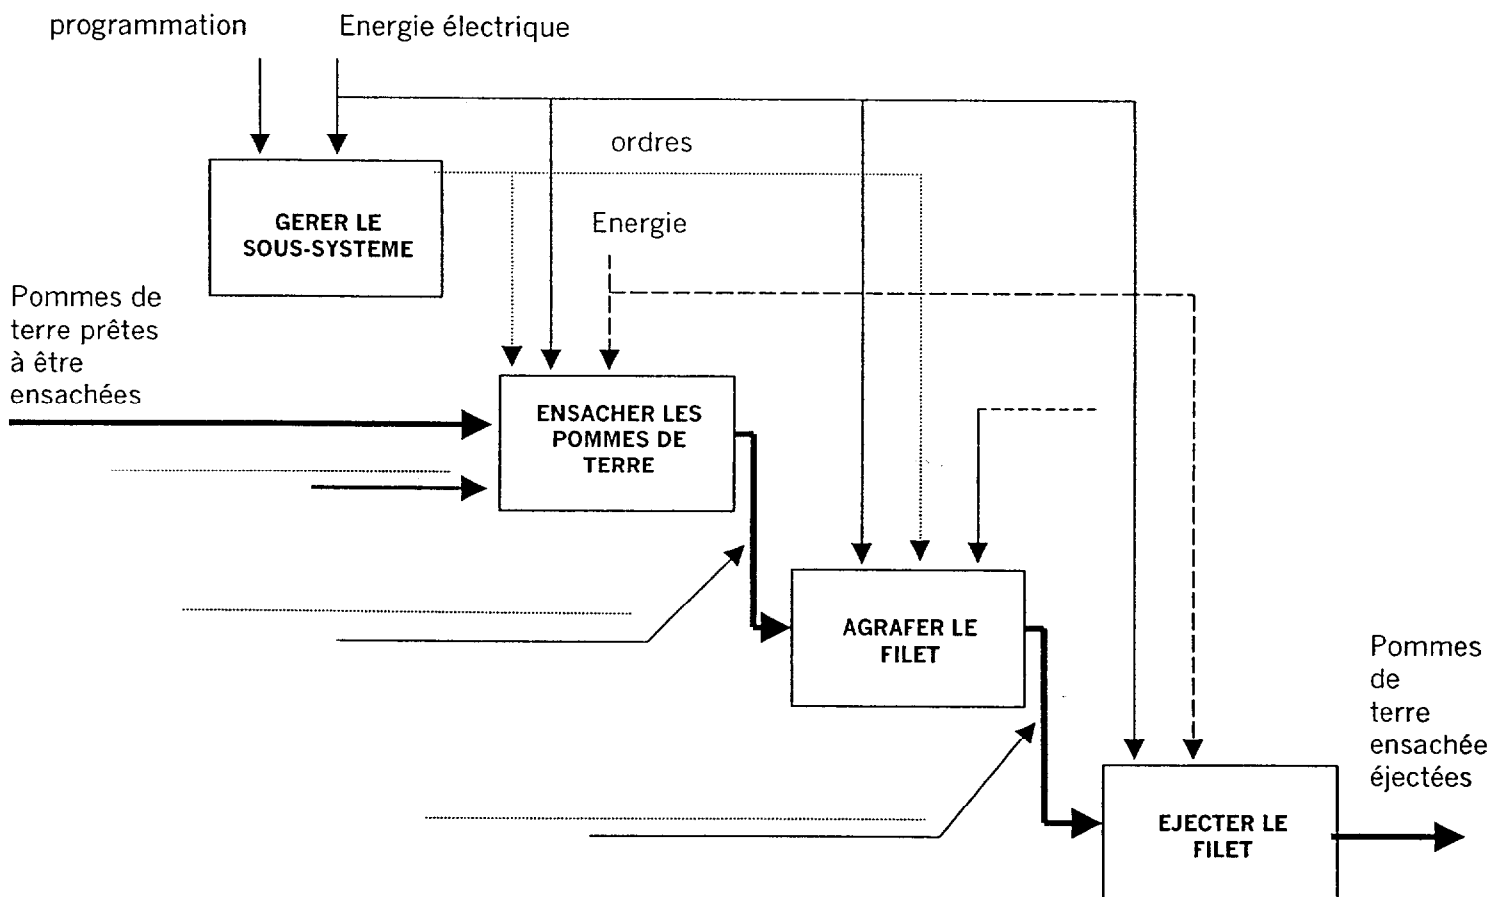 programmation
Energie électrique
ordres
GERER LE
SOUS-SYSTEME
Energie
Pommes de
terre prêtes
à être
ensachées
ENSACHER LES
POMMES DE
TERRE
AGRAFER LE
FILET
Pommes
de
terre
ensachée
éjectées
EJECTER LE
FILET